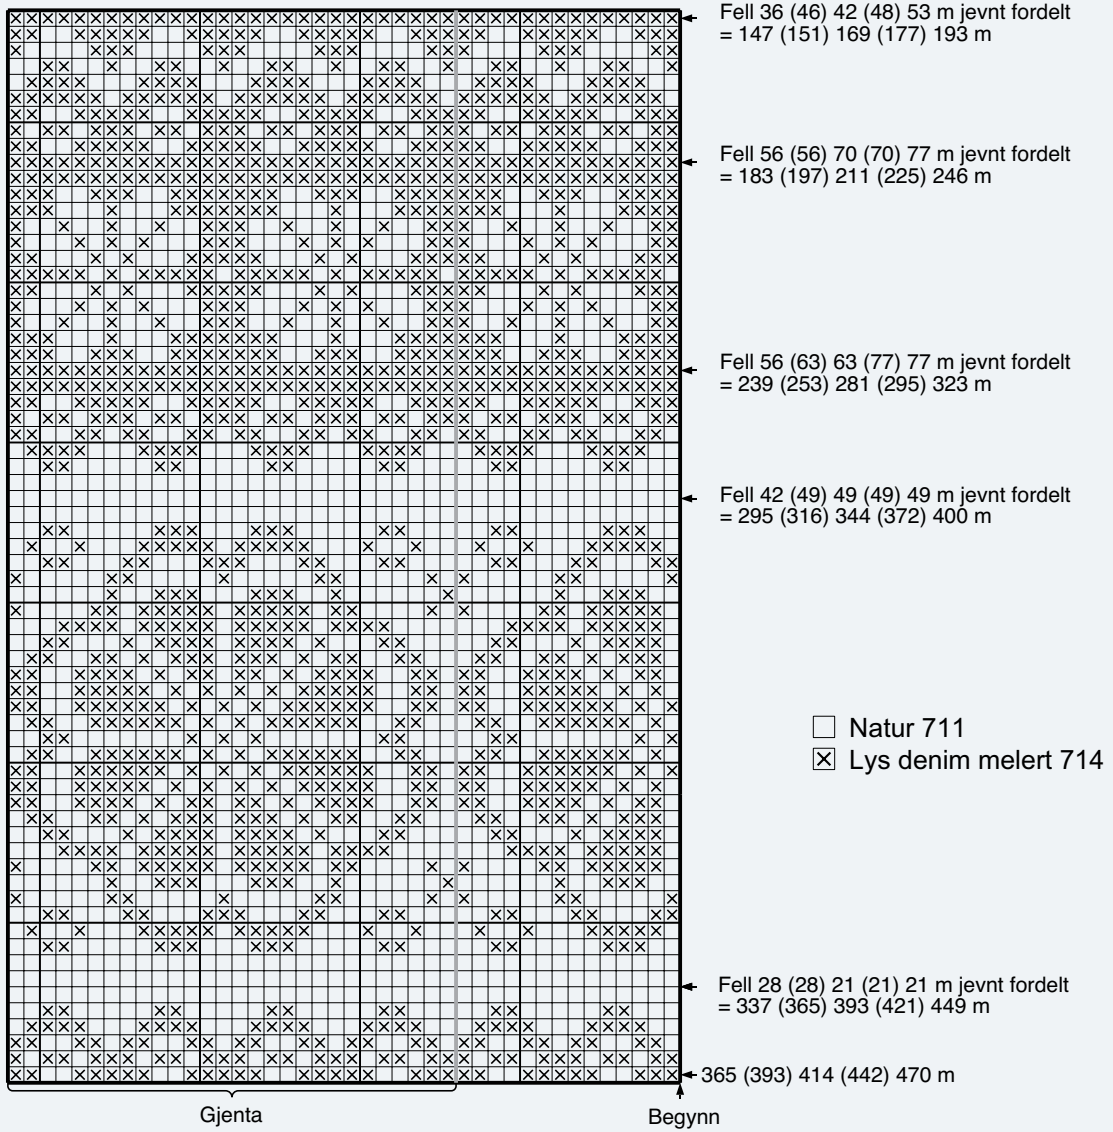 Fell 36 (46) 42 (48) 53 m jevnt fordelt
= 147 (151) 169 (177) 193 m
Fell 56 (56) 70 (70) 77 m jevnt fordelt
= 183 (197) 211 (225) 246 m
Fell 56 (63) 63 (77) 77 m jevnt fordelt
= 239 (253) 281 (295) 323 m
Fell 42 (49) 49 (49) 49 m jevnt fordelt
= 295 (316) 344 (372) 400 m
Natur 711
Lys denim melert 714
Fell 28 (28) 21 (21) 21 m jevnt fordelt
= 337 (365) 393 (421) 449 m
365 (393) 414 (442) 470 m
Gjenta
Begynn